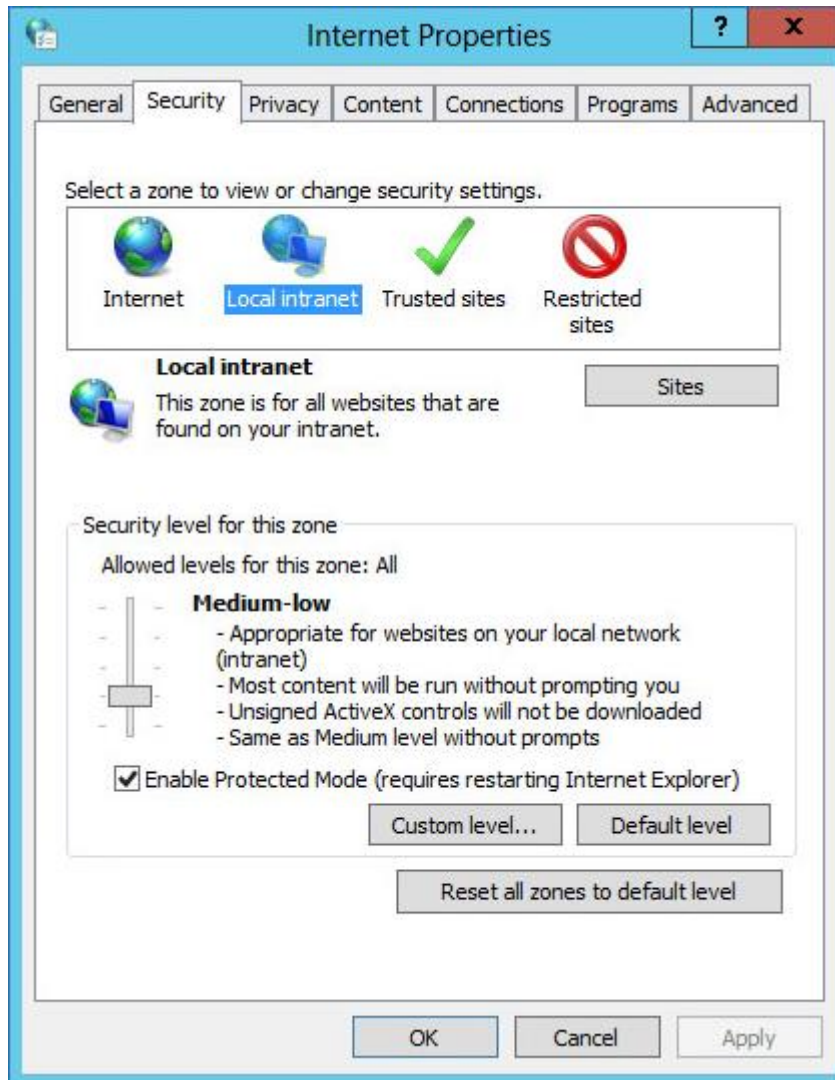 Internet Properties
?
x
General Security Privacy Content Connections Programs Advanced
Select a zone to view or change security settings.
Internet Local intranet Trusted sites Restricted
sites
Local intranet
Sites
This zone is for all websites that are
found on your intranet.
Security level for this zone
Allowed levels for this zone: All
Medium-low
- Appropriate for websites on your local network
(intranet)
- Most content will be run without prompting you
- Unsigned ActiveX controls will not be downloaded
- Same as Medium level without prompts
Enable Protected Mode (requires restarting Internet Explorer)
Custom level... Default level
Reset all zones to default level
OK Cancel Apply